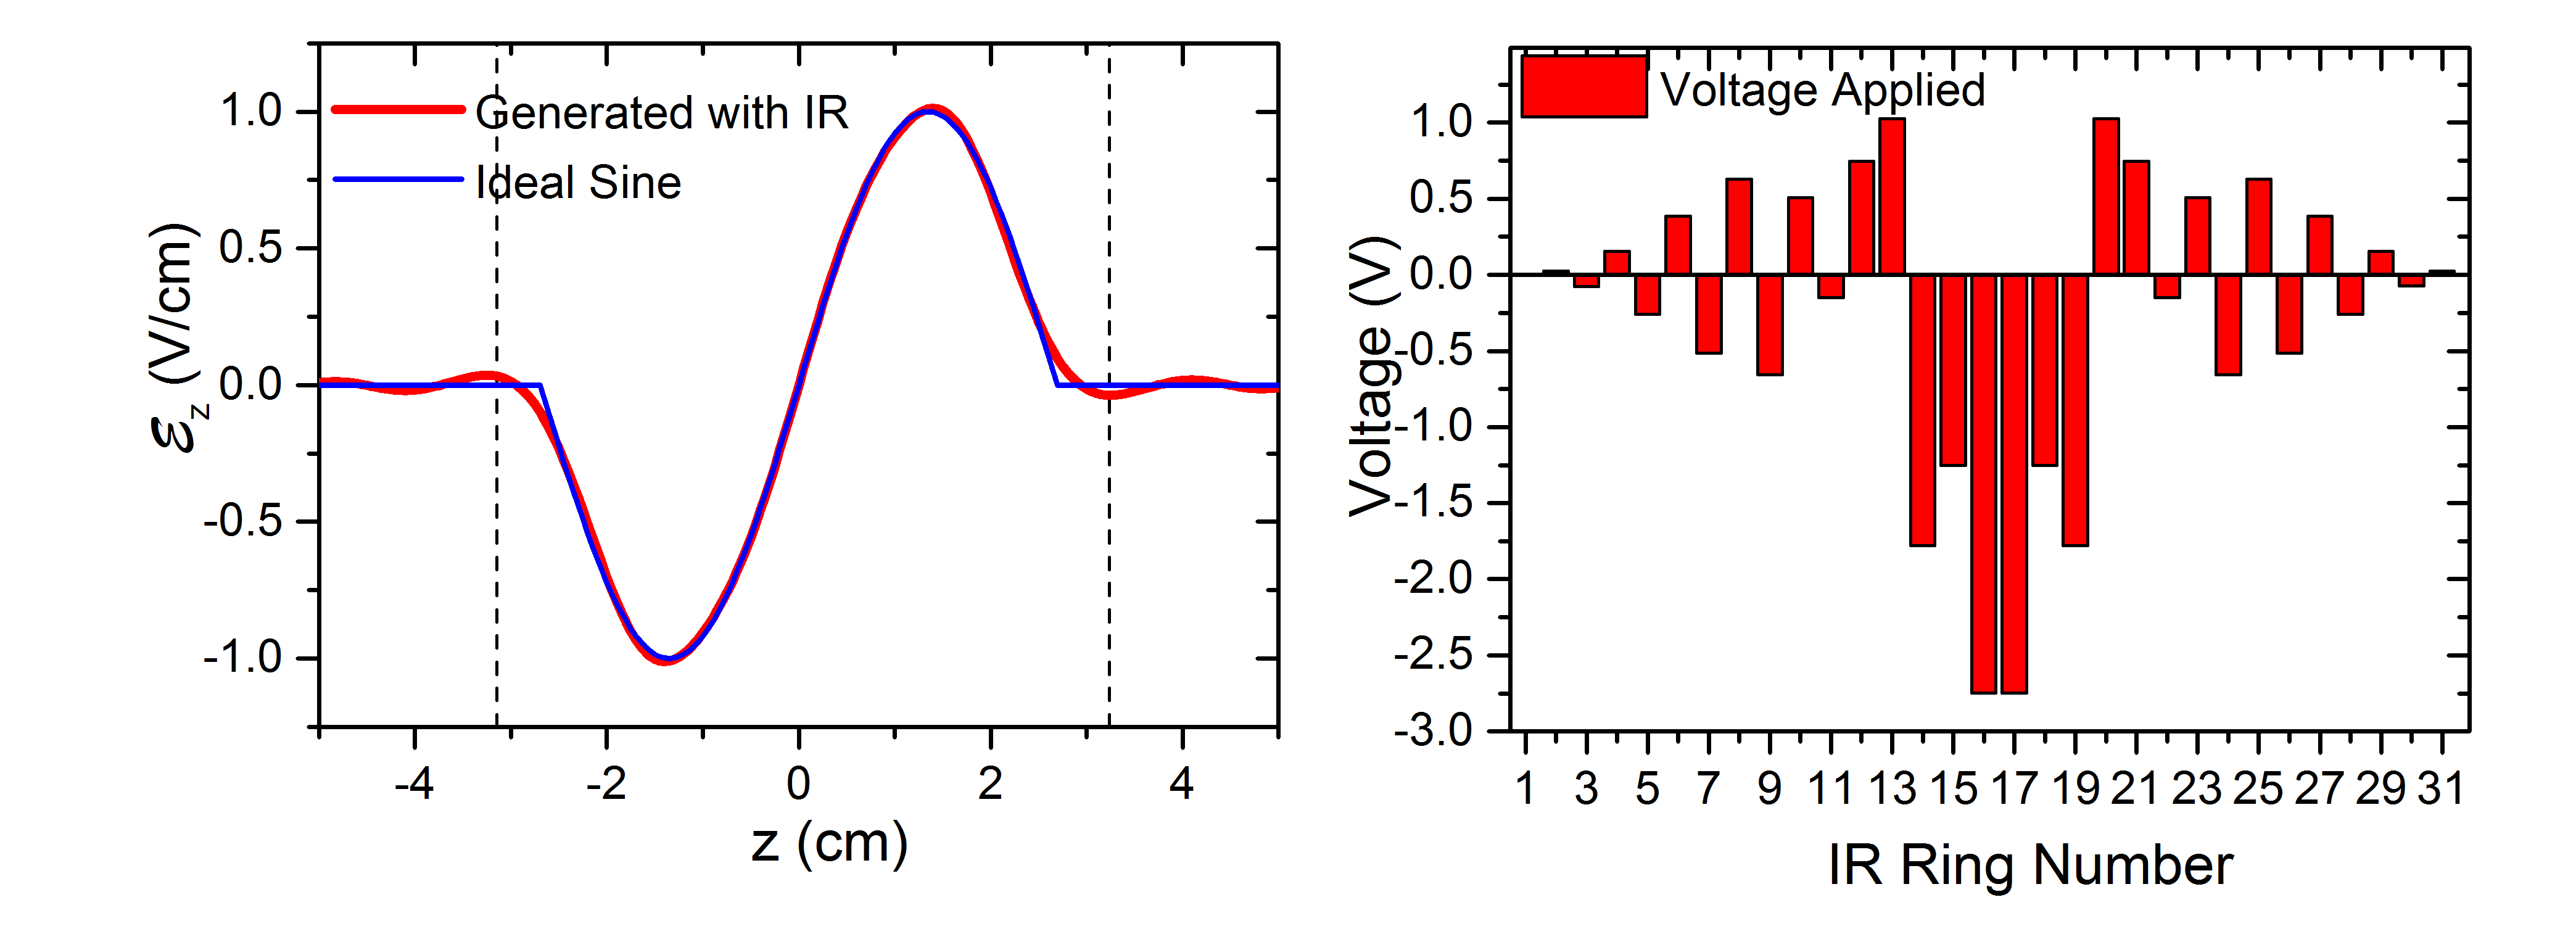 Generated with IR
Ideal Sine
1.0
0.5
0.0
-0.5
-1.0
ℰz (V/cm)
-4 -2 0 2 4
z (cm)
Voltage Applied
1.0
0.5
0.0
-0.5
-1.0
-1.5
-2.0
-2.5
-3.0
Voltage (V)
1 3 5 7 9 11 13 15 17 19 21 23 25 27 29 31
IR Ring Number